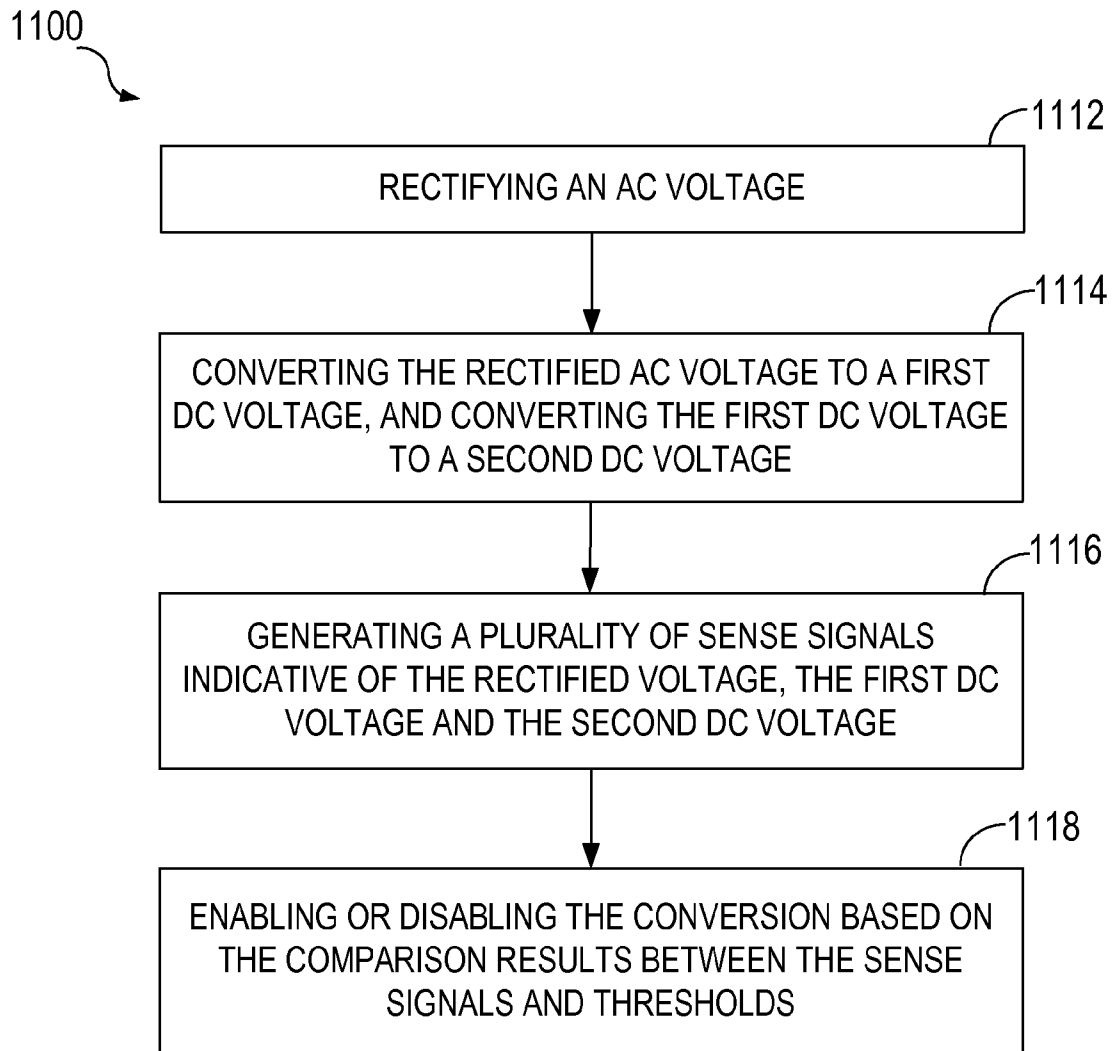 1100
1112
RECTIFYING AN AC VOLTAGE
1114
CONVERTING THE RECTIFIED AC VOLTAGE TO A FIRST
DC VOLTAGE, AND CONVERTING THE FIRST DC VOLTAGE
TO A SECOND DC VOLTAGE
1116
GENERATING A PLURALITY OF SENSE SIGNALS
INDICATIVE OF THE RECTIFIED VOLTAGE, THE FIRST DC
VOLTAGE AND THE SECOND DC VOLTAGE
1118
ENABLING OR DISABLING THE CONVERSION BASED ON
THE COMPARISON RESULTS BETWEEN THE SENSE
SIGNALS AND THRESHOLDS